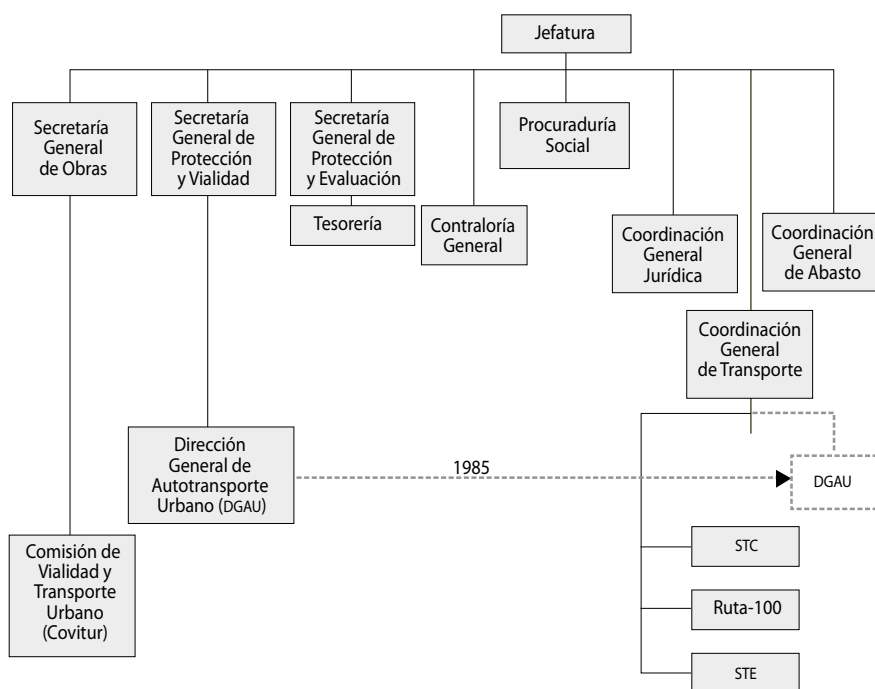 Jefatura
Secretaría
General
de Obras
Secretaría
General de
Protección
y Vialidad
Secretaría
General de
Protección
y Evaluación
Tesorería
Contraloría
General
Procuraduría
Social
Coordinación
General
Jurídica
Coordinación
General
de Abasto
Coordinación
General
de Transporte
Dirección
General de
Autotransporte
Urbano (DGAU)
1985
DGAU
Comisión de
Vialidad y
Transporte
Urbano
(Covitur)
STC
Ruta-100
STE